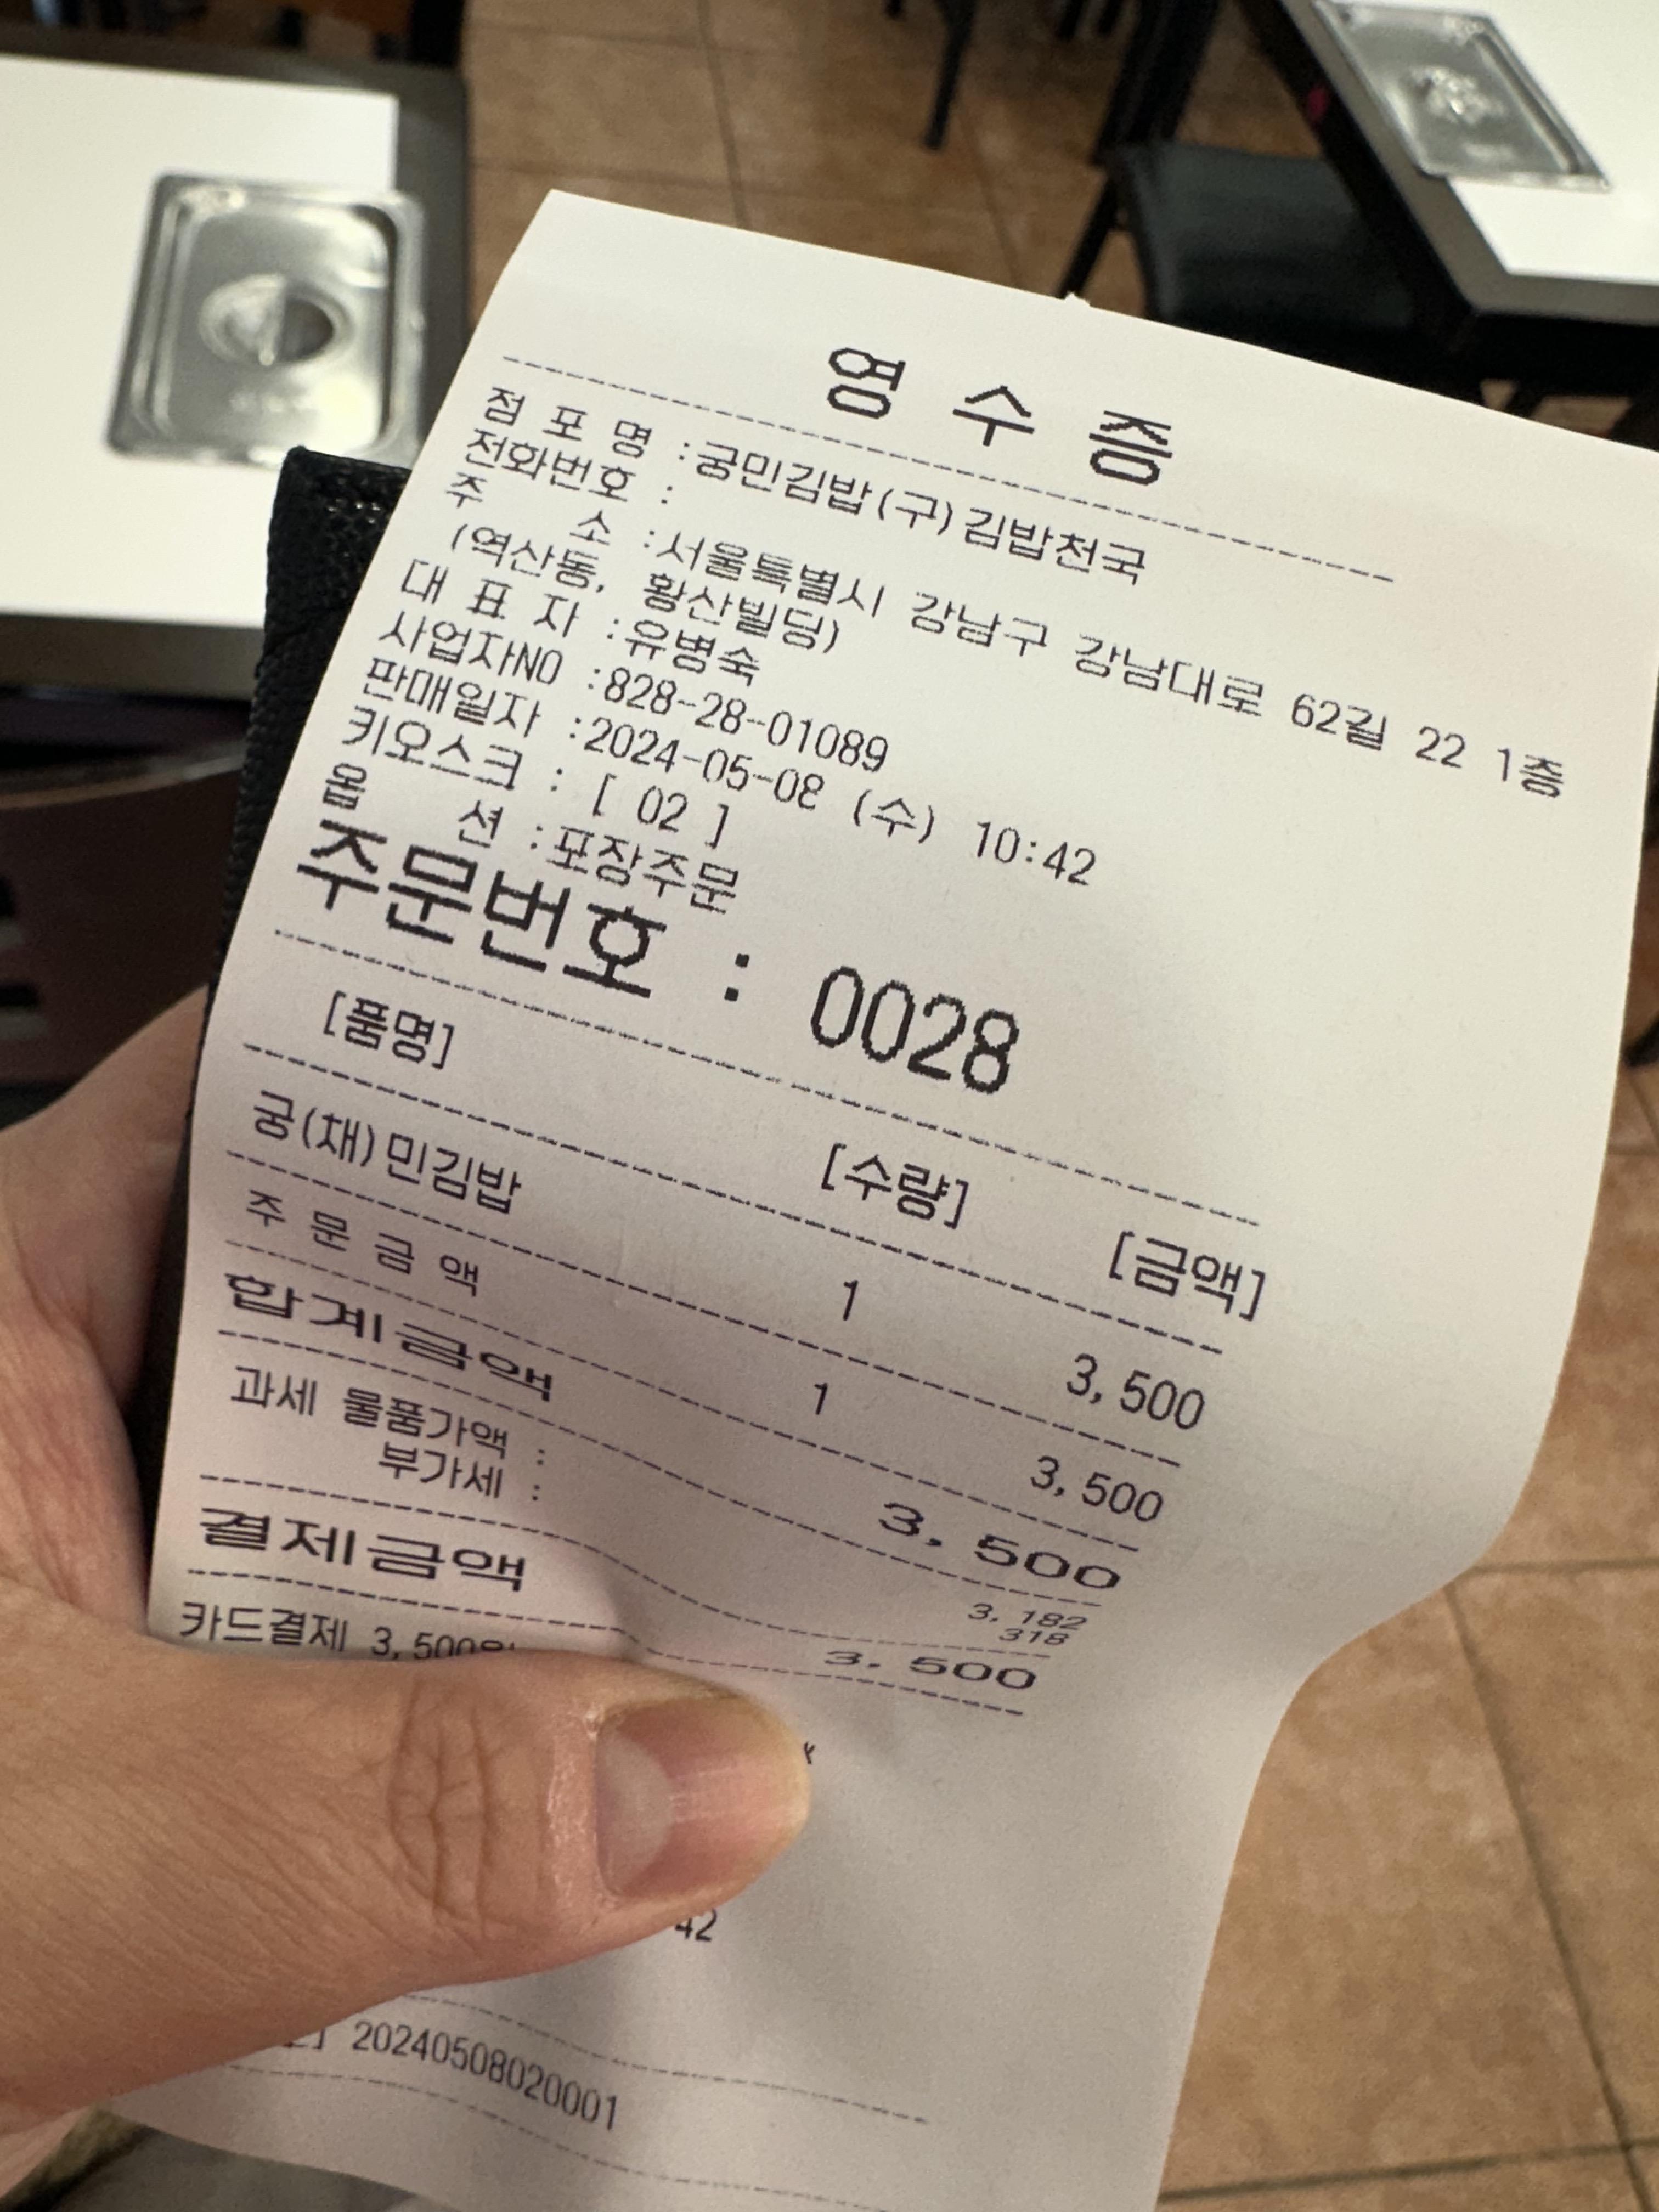 영 수 증
점 포 명 :궁민김밥(구)김밥천국
전화번호 :
주 소 :서울특별시 강남구 강남대로 62길 22 1층
(역삼동, 황산빌딩)
대 표 자 :유병숙
사업자NO :828-28-01089
판매일자 :2024-05-08 (수) 10:42
키오스크 : [ 02 ]
옵 션 :포장주문
주문번호 : 0028
[품명] [수량] [금액]
궁(채)민김밥 1 3,500
주 문 금 액 1 3,500
합계금액 3,500
과세 물품가액 : 3,182
부가세 : 318
결제금액 3,500
카드결제 3,500원
42
20240508020001